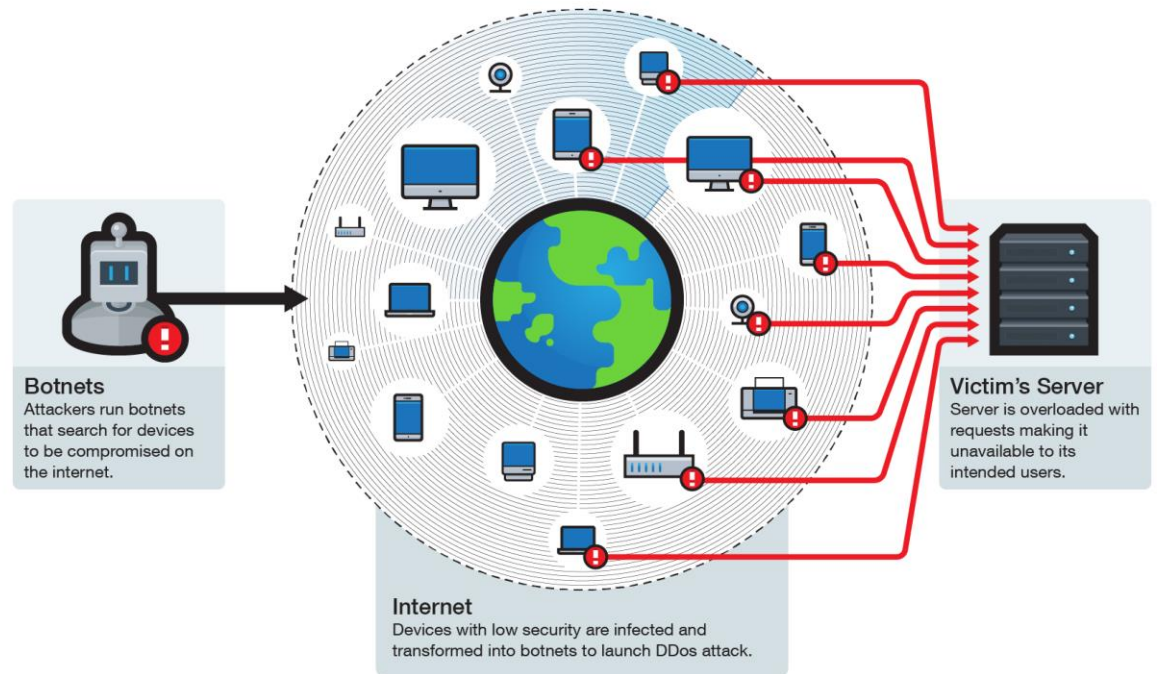 Botnets
Attackers run botnets
that search for devices
to be compromised on
the internet.
Internet
Devices with low security are infected and
transformed into botnets to launch DDos attack.
Victim's Server
Server is overloaded with
requests making it
unavailable to its
intended users.